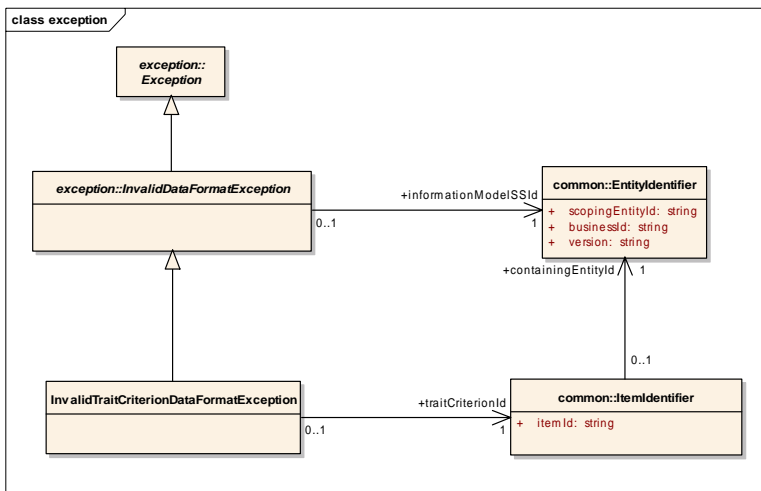 class exception
exception::
Exception
exception::InvalidDataFormatException
+informationModelSSId
0..1
1
common::EntityIdentifier
+ scopingEntityId: string
+ businessId: string
+ version: string
+containingEntityId
1
0..1
InvalidTraitCriterionDataFormatException
+traitCriterionId
0..1
1
common::ItemIdentifier
+ itemId: string